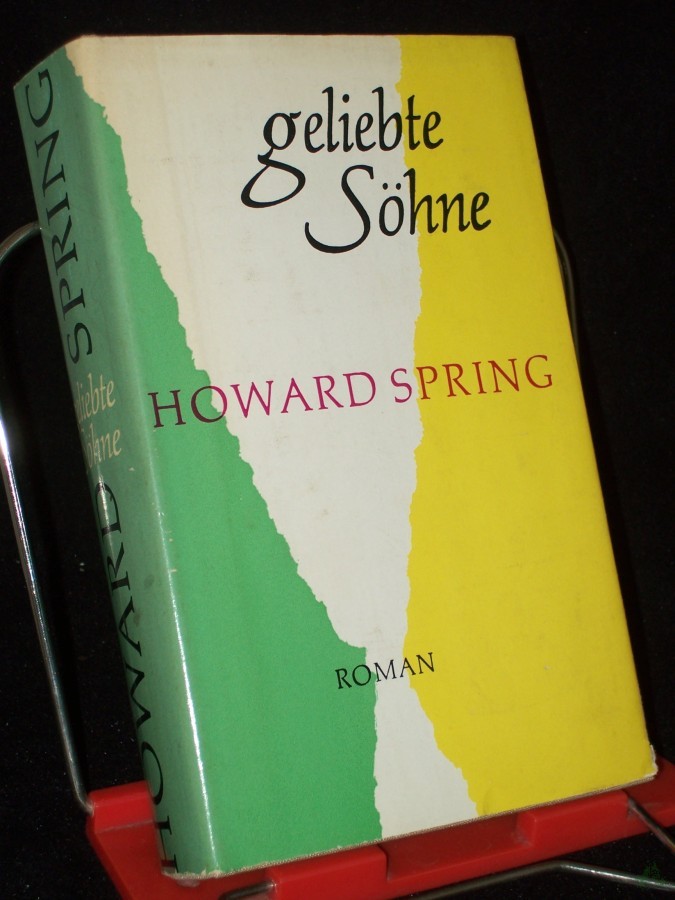 geliebte
Söhne
HOWARD SPRING
ROMAN
HOWARD SPRING
geliebte
Söhne